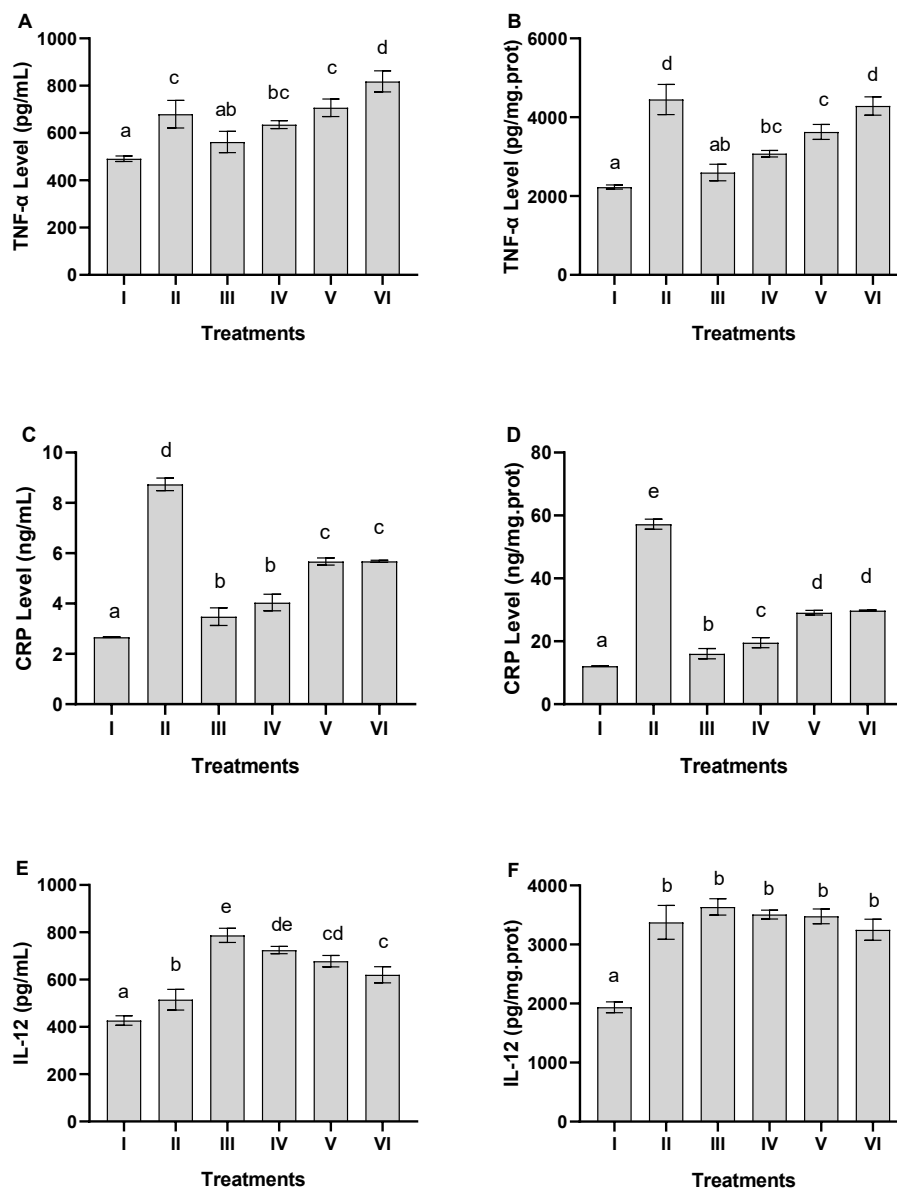 A
TNF-α Level (pg/mL)
1000
800
600
400
200
0
a
c
ab
bc
c
d
I II III IV V VI
Treatments
B
TNF-α Level (pg/mg.prot)
6000
4000
2000
0
a
d
ab
bc
c
d
I II III IV V VI
Treatments
C
CRP Level (ng/mL)
10
8
6
4
2
0
a
d
b
b
c
c
I II III IV V VI
Treatments
D
CRP Level (ng/mg.prot)
80
60
40
20
0
a
e
b
c
d
d
I II III IV V VI
Treatments
E
IL-12 (pg/mL)
1000
800
600
400
200
0
a
b
e
de
cd
c
I II III IV V VI
Treatments
F
IL-12 (pg/mg.prot)
4000
3000
2000
1000
0
a
b
b
b
b
b
I II III IV V VI
Treatments